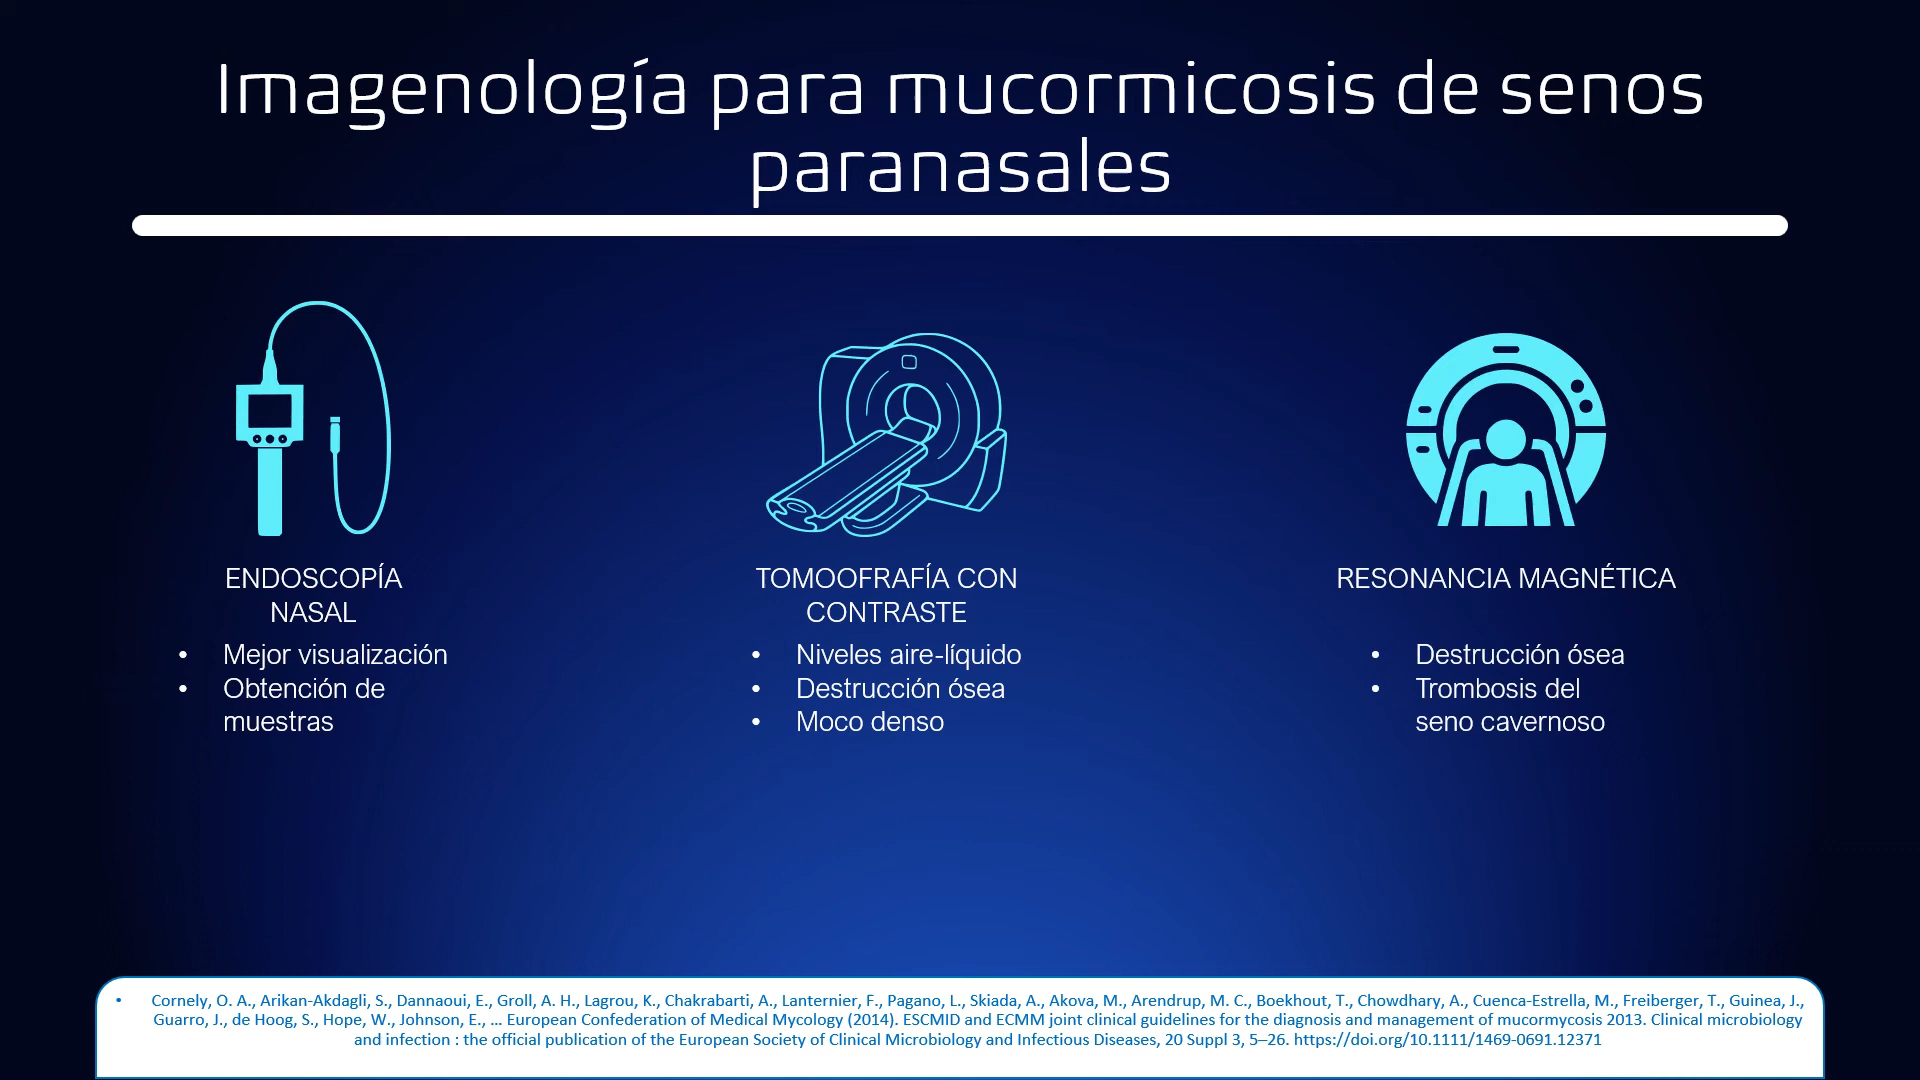 Imagenología para mucormicosis de senos
paranasales
ENDOSCOPÍA
NASAL
• Mejor visualización
• Obtención de
muestras
TOMOOFRAFÍA CON
CONTRASTE
• Niveles aire-líquido
• Destrucción ósea
• Moco denso
RESONANCIA MAGNÉTICA
• Destrucción ósea
• Trombosis del
seno cavernoso
• Cornely, O. A., Arikan-Akdagli, S., Dannaoui, E., Groll, A. H., Lagrou, K., Chakrabarti, A., Lanternier, F., Pagano, L., Skiada, A., Akova, M., Arendrup, M. C., Boekhout, T., Chowdhary, A., Cuenca-Estrella, M., Freiberger, T., Guinea, J.,
Guarro, J., de Hoog, S., Hope, W., Johnson, E., … European Confederation of Medical Mycology (2014). ESCMID and ECMM joint clinical guidelines for the diagnosis and management of mucormycosis 2013. Clinical microbiology
and infection : the official publication of the European Society of Clinical Microbiology and Infectious Diseases, 20 Suppl 3, 5–26. https://doi.org/10.1111/1469-0691.12371